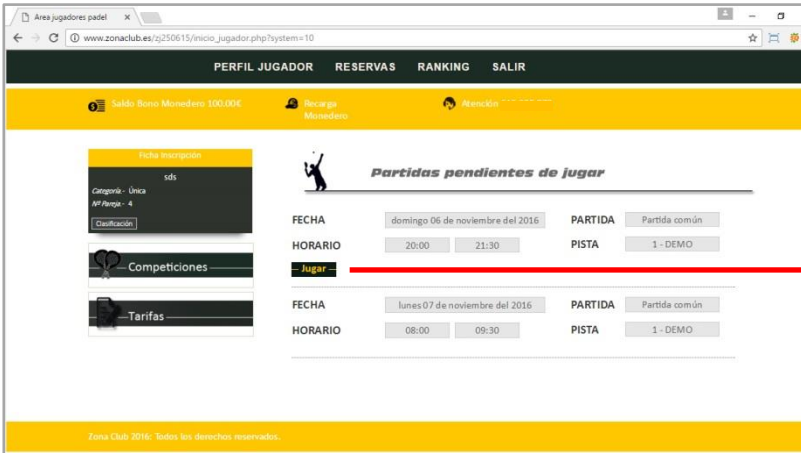 Area jugadores padel
www.zonaclub.es/zj250615/inicio_jugador.php?system=10
PERFIL JUGADOR RESERVAS RANKING SALIR
Saldo Bono Monedero 100.00€ Recarga Monedero Atención
Ficha Inscripción
sds
Categoría.- Única
Nº Pareja.- 4
Clasificación
Competiciones
Tarifas
Partidas pendientes de jugar
FECHA domingo 06 de noviembre del 2016 PARTIDA Partida común
HORARIO 20:00 21:30 PISTA 1 - DEMO
Jugar
FECHA lunes 07 de noviembre del 2016 PARTIDA Partida común
HORARIO 08:00 09:30 PISTA 1 - DEMO
Zona Club 2016: Todos los derechos reservados.